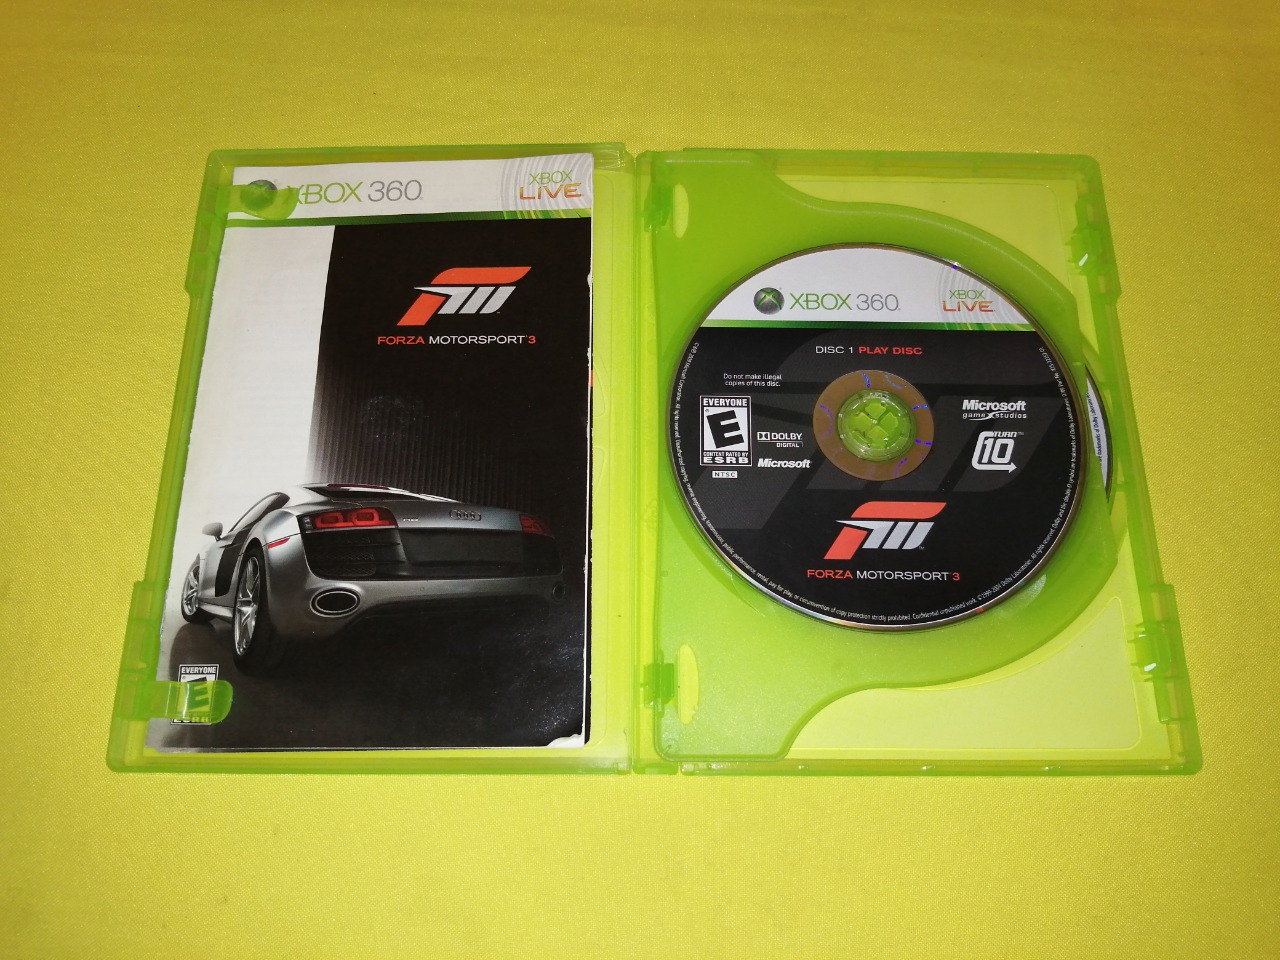 XBOX 360
XBOX
LIVE
FORZA MOTORSPORT 3
EVERYONE
E
ESRB
XBOX 360.
XBOX
LIVE
DISC 1 PLAY DISC
Do not make illegal
copies of this disc.
EVERYONE
E
CONTENT RATED BY
ESRB
NTSC
DOLBY
DIGITAL
Microsoft
Microsoft
game studios
TURN
10
FORZA MOTORSPORT 3